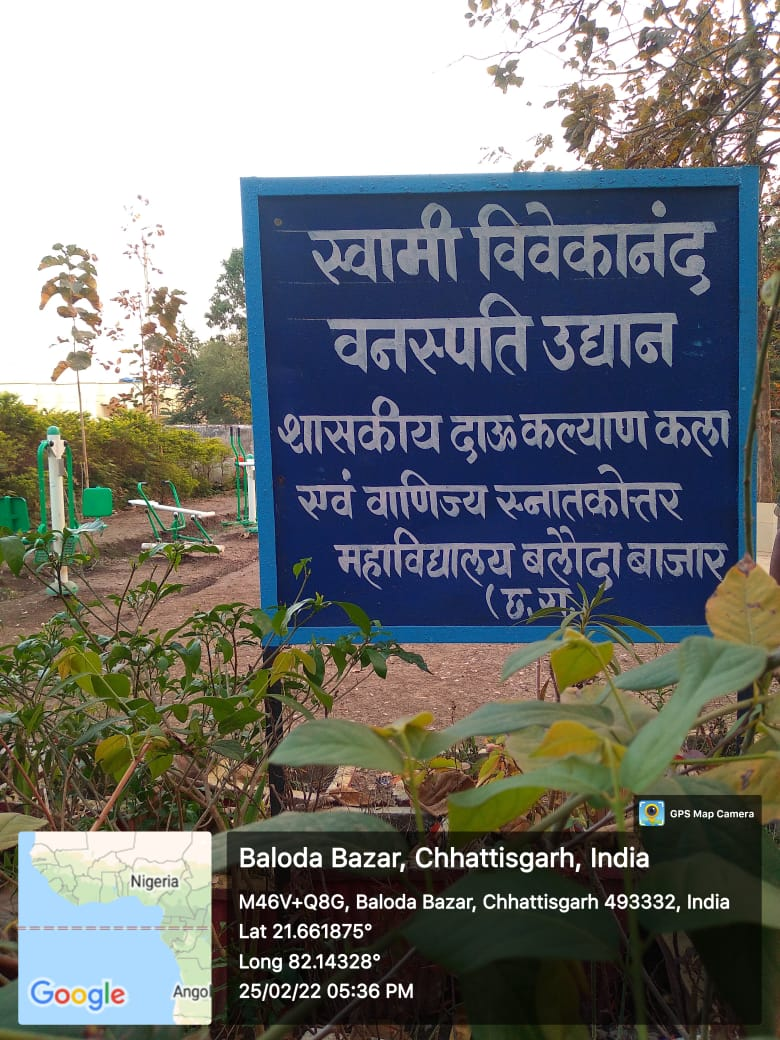 स्वामी विवेकानंद
वनस्पति उद्यान
शासकीय दाऊ कल्याण कला
एवं वाणिज्य स्नातकोत्तर
महाविद्यालय बलौदा बाजार
(छ.ग.
GPS Map Camera
Baloda Bazar, Chhattisgarh, India
M46V+Q8G, Baloda Bazar, Chhattisgarh 493332, India
Lat 21.661875°
Long 82.14328°
25/02/22 05:36 PM
Nigeria
Angol
Google